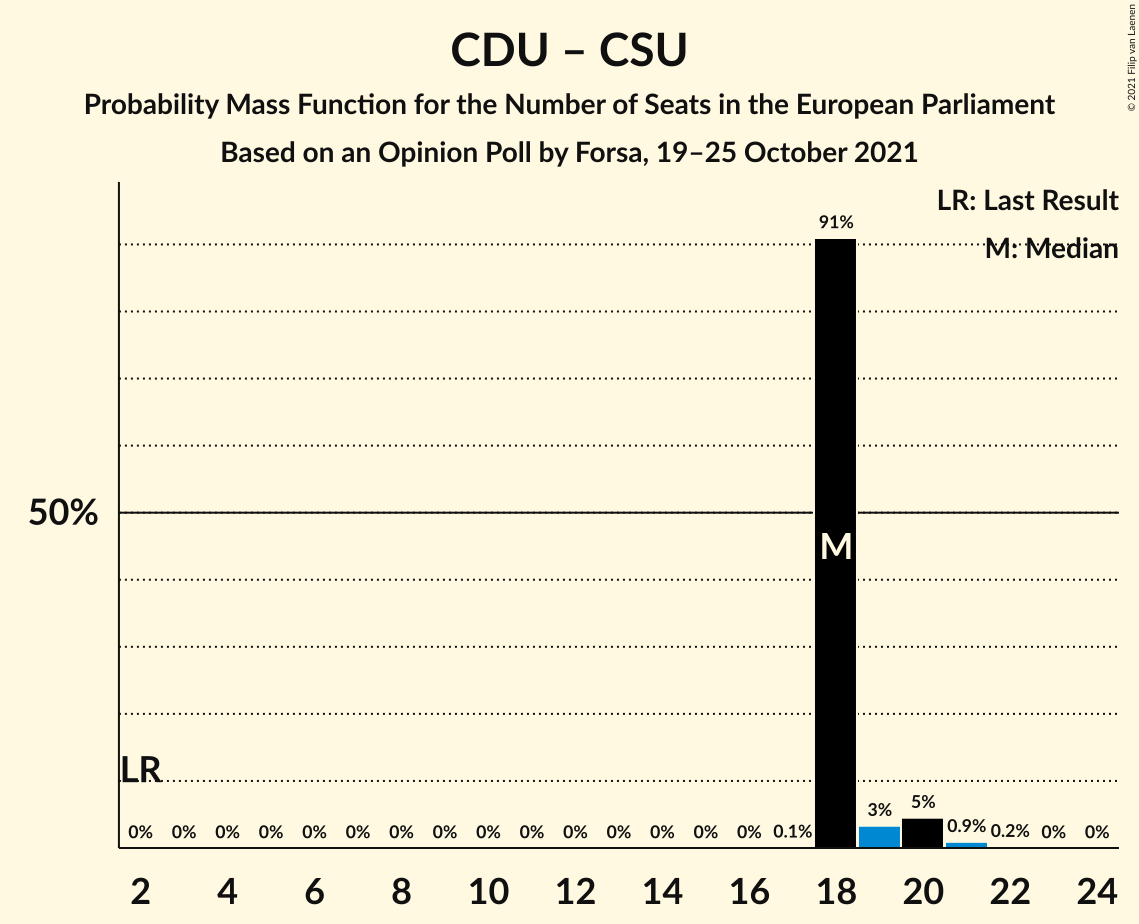 CDU – CSU
Probability Mass Function for the Number of Seats in the European Parliament
Based on an Opinion Poll by Forsa, 19–25 October 2021
© 2021 Filip van Laenen
LR: Last Result
M: Median
91%
50%
M
LR
0% 0% 0% 0% 0% 0% 0% 0% 0% 0% 0% 0% 0% 0% 0% 0.1% 3% 5% 0.9% 0.2% 0% 0%
2 4 6 8 10 12 14 16 18 20 22 24